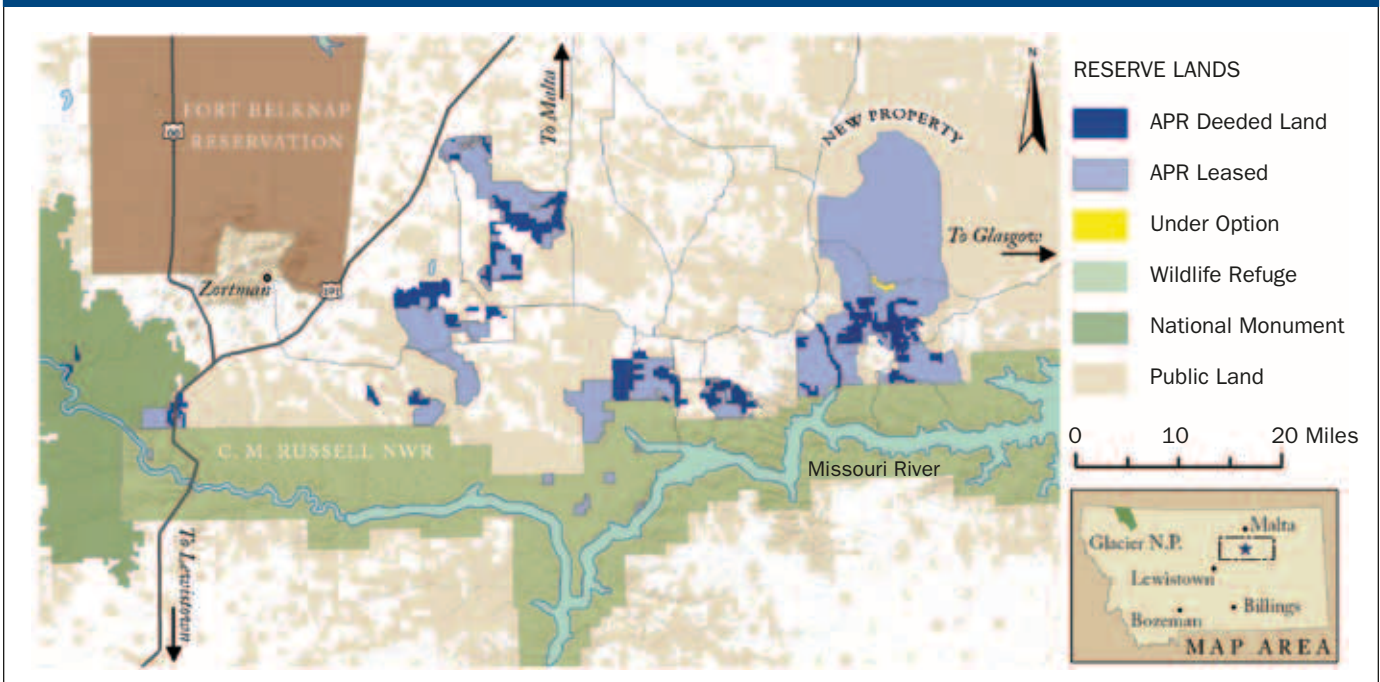 FORT BELKNAP
RESERVATION
66
To Malta
NEW PROPERTY
N
To Glasgow
Zortman
191
C. M. RUSSELL NWR
Missouri River
To Lewistown
RESERVE LANDS
APR Deeded Land
APR Leased
Under Option
Wildlife Refuge
National Monument
Public Land
0 10 20 Miles
Malta
Glacier N.P.
Lewistown
Billings
Bozeman
MAP AREA